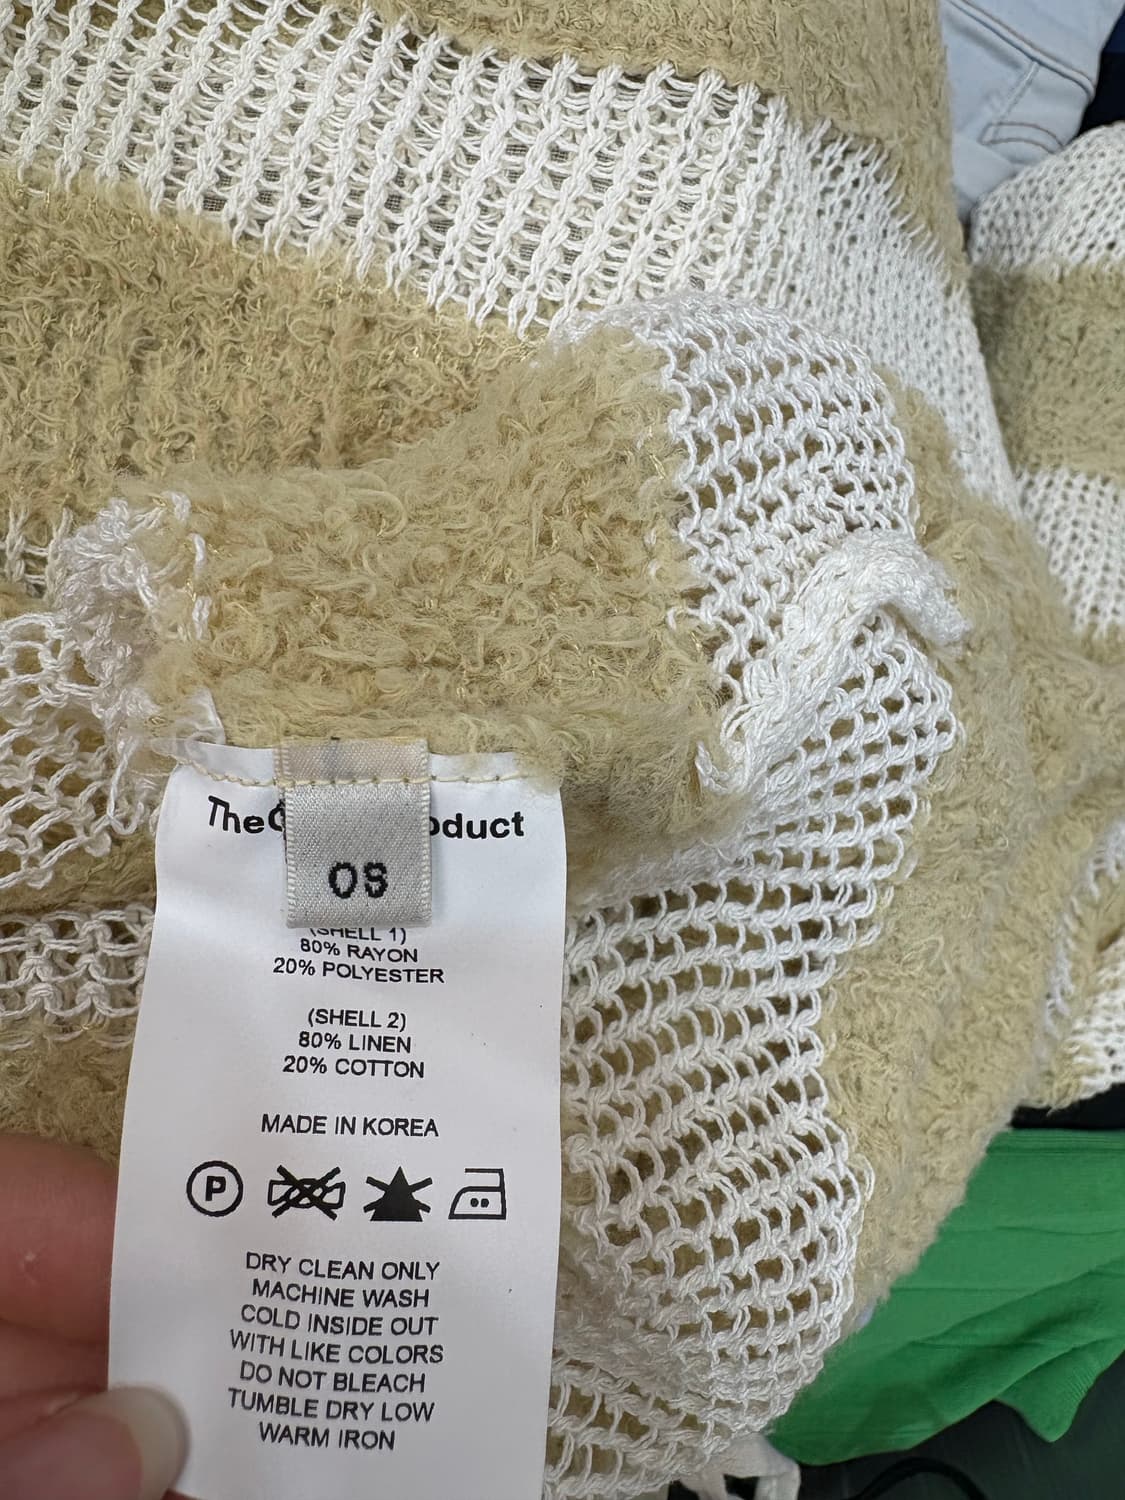 oduct
OS
(SHELL 1)
80% RAYON
20% POLYESTER
(SHELL 2)
80% LINEN
20% COTTON
MADE IN KOREA
P
DRY CLEAN ONLY
MACHINE WASH
COLD INSIDE OUT
WITH LIKE COLORS
DO NOT BLEACH
TUMBLE DRY LOW
WARM IRON